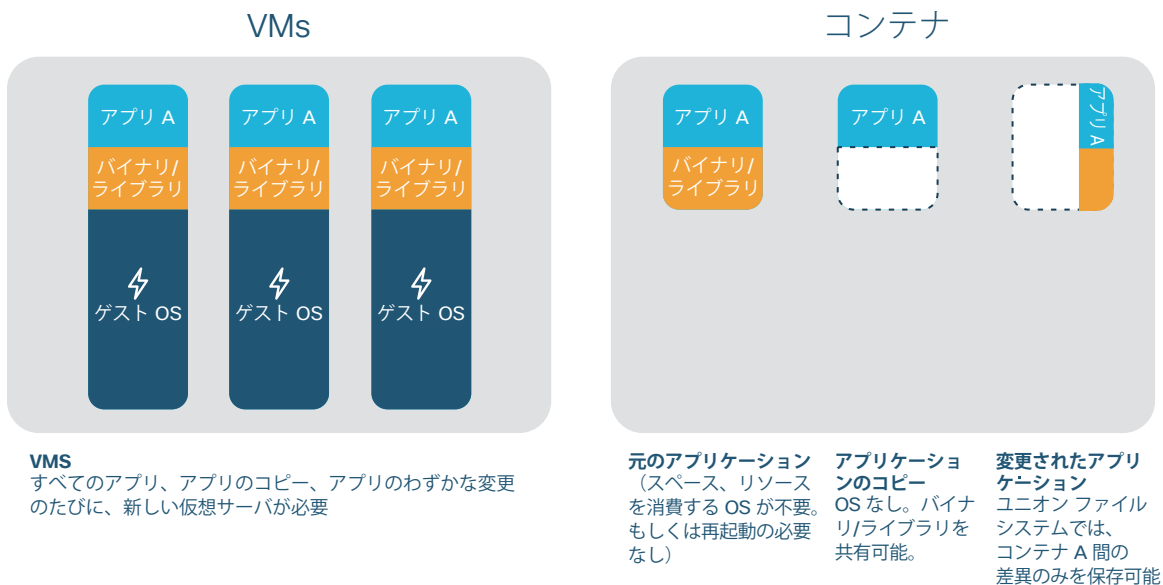 VMs
コンテナ
アプリ A
バイナリ/
ライブラリ
ゲスト OS
アプリ A
バイナリ/
ライブラリ
ゲスト OS
アプリ A
バイナリ/
ライブラリ
ゲスト OS
アプリ A
バイナリ/
ライブラリ
アプリ A
アプリ A
VMS
すべてのアプリ、アプリのコピー、アプリのわずかな変更
のたびに、新しい仮想サーバが必要
元のアプリケーション
（スペース、リソース
を消費する OS が不要。
もしくは再起動の必要
なし）
アプリケーショ
ンのコピー
OS なし。バイナ
リ/ライブラリを
共有可能。
変更されたアプリ
ケーション
ユニオン ファイル
システムでは、
コンテナ A 間の
差異のみを保存可能